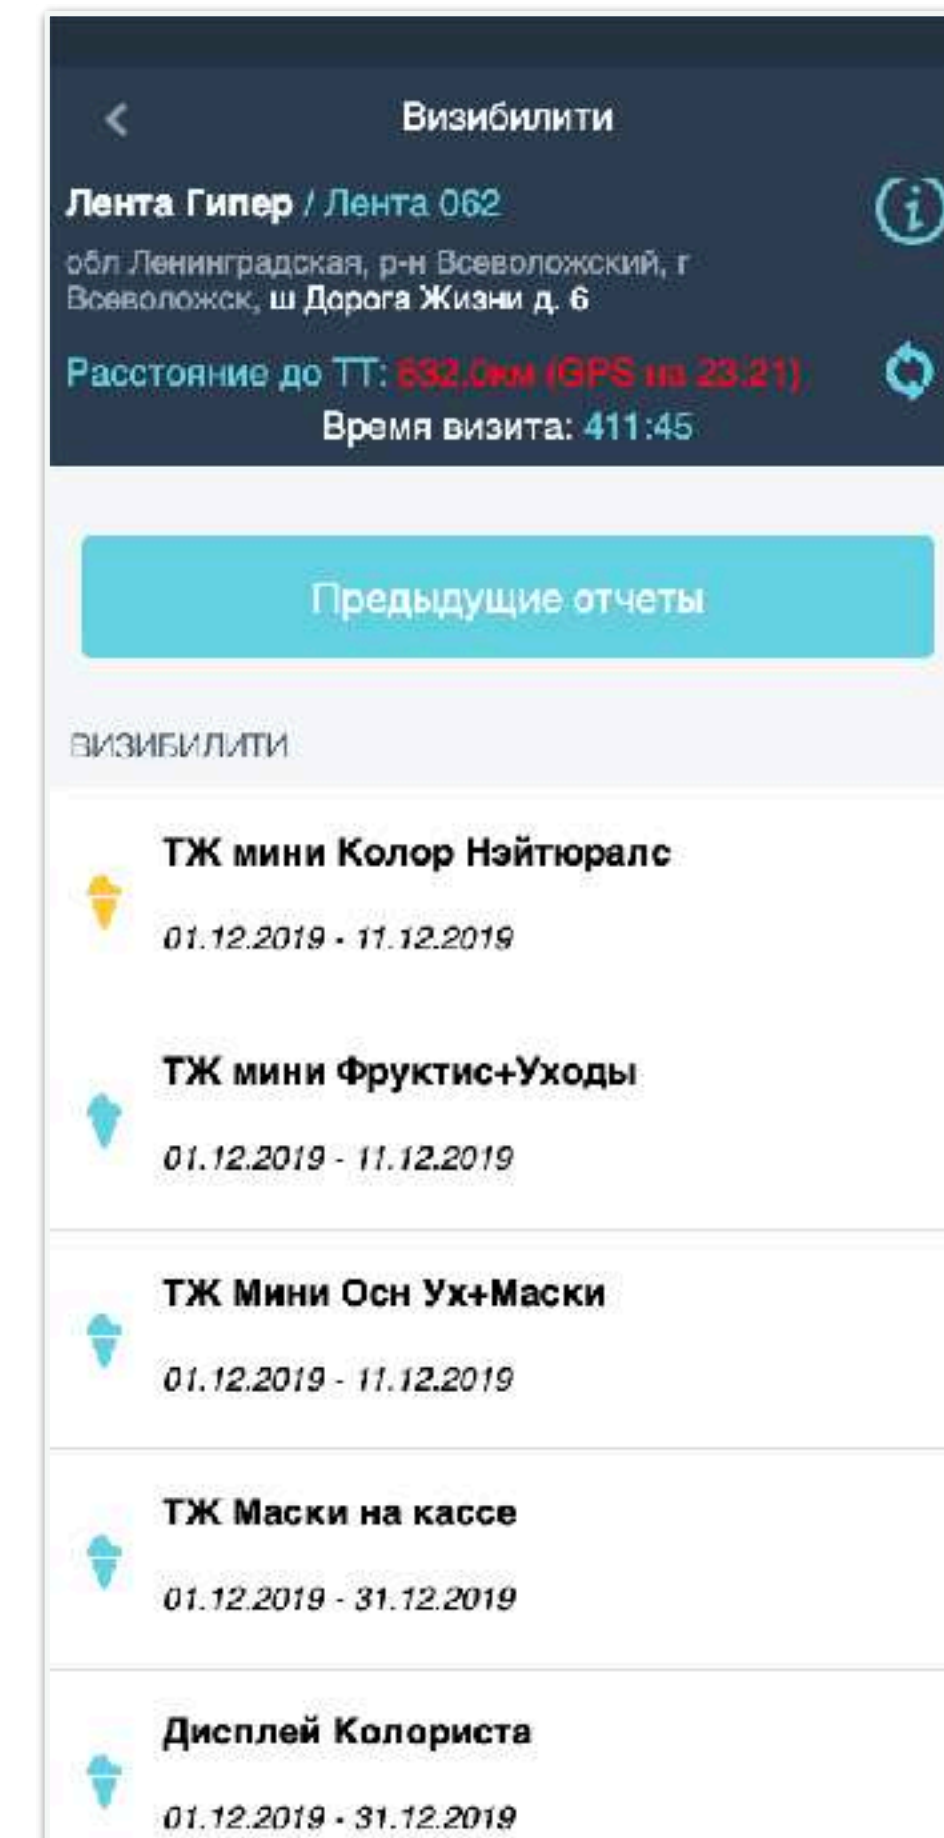 Визибилити
Лента Гипер / Лента 062
обл Ленинградская, р-н Всеволожский, г
Всеволожск, ш Дорога Жизни д. 6
Расстояние до ТТ: 632.0км (GPS на 23:21)
Время визита: 411:45
Предыдущие отчеты
ВИЗИБИЛИТИ
ТЖ мини Колор Нэйтюралс
01.12.2019 - 11.12.2019
ТЖ мини Фруктис+Уходы
01.12.2019 - 11.12.2019
ТЖ Мини Осн Ух+Маски
01.12.2019 - 11.12.2019
ТЖ Маски на кассе
01.12.2019 - 31.12.2019
Дисплей Колориста
01.12.2019 - 31.12.2019